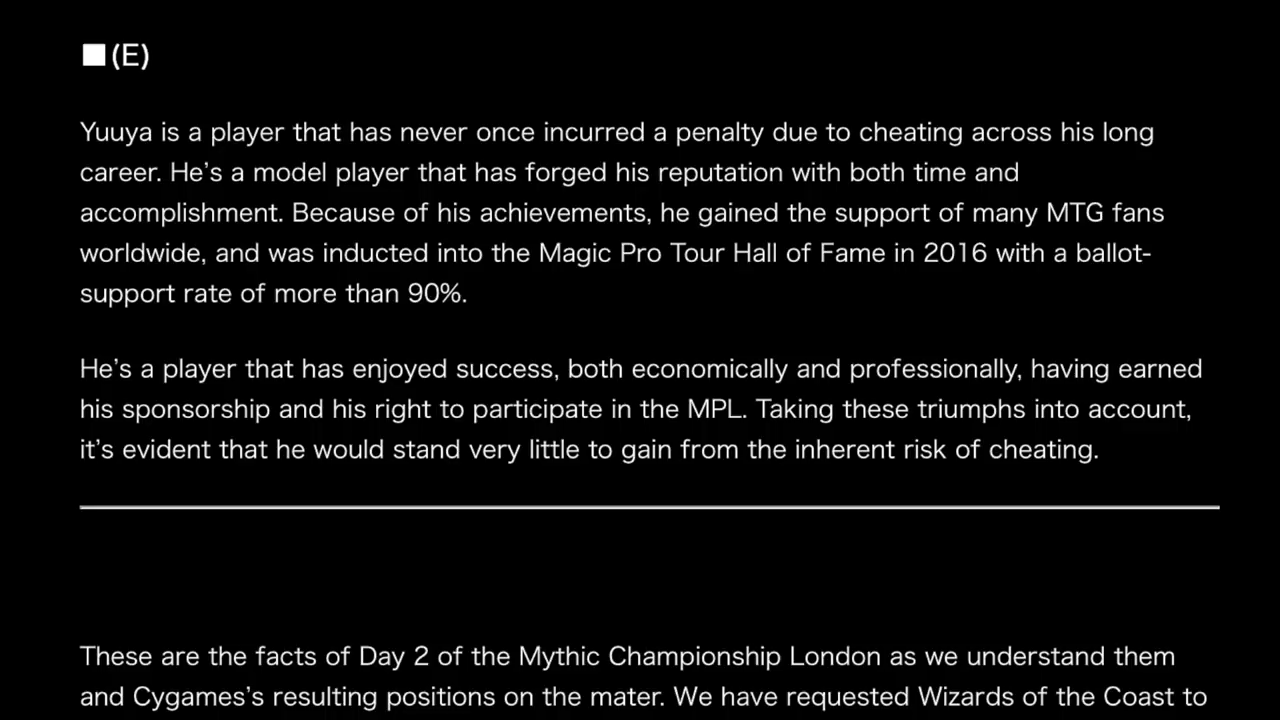 ■(E)
Yuuya is a player that has never once incurred a penalty due to cheating across his long
career. He’s a model player that has forged his reputation with both time and
accomplishment. Because of his achievements, he gained the support of many MTG fans
worldwide, and was inducted into the Magic Pro Tour Hall of Fame in 2016 with a ballot-
support rate of more than 90%.
He’s a player that has enjoyed success, both economically and professionally, having earned
his sponsorship and his right to participate in the MPL. Taking these triumphs into account,
it’s evident that he would stand very little to gain from the inherent risk of cheating.
These are the facts of Day 2 of the Mythic Championship London as we understand them
and Cygames’s resulting positions on the mater. We have requested Wizards of the Coast to